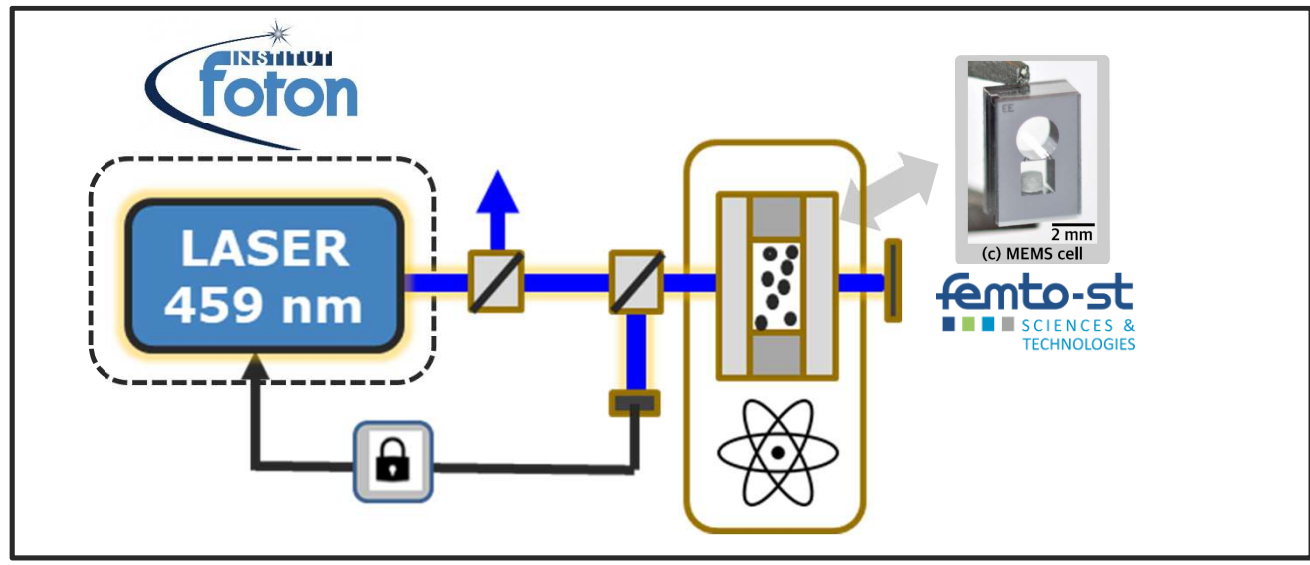 INSTITUT
foton
LASER
459 nm
EE
2 mm
(c) MEMS cell
femto-st
SCIENCES &
TECHNOLOGIES